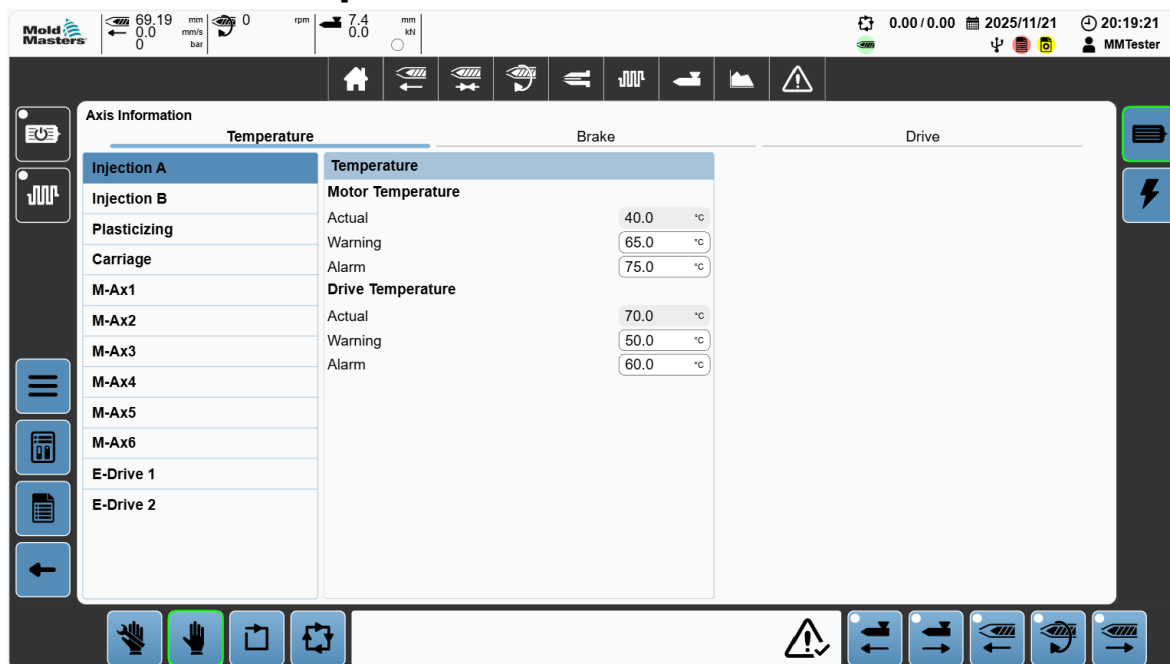 Mold Masters
69.19 mm
0.0 mm/s
0 bar
0 rpm
7.4 mm
0.0 kN
0.00 / 0.00 2025/11/21 20:19:21
MMTester
Axis Information
Temperature Brake Drive
Injection A
Injection B
Plasticizing
Carriage
M-Ax1
M-Ax2
M-Ax3
M-Ax4
M-Ax5
M-Ax6
E-Drive 1
E-Drive 2
Temperature
Motor Temperature
Actual 40.0 °C
Warning 65.0 °C
Alarm 75.0 °C
Drive Temperature
Actual 70.0 °C
Warning 50.0 °C
Alarm 60.0 °C